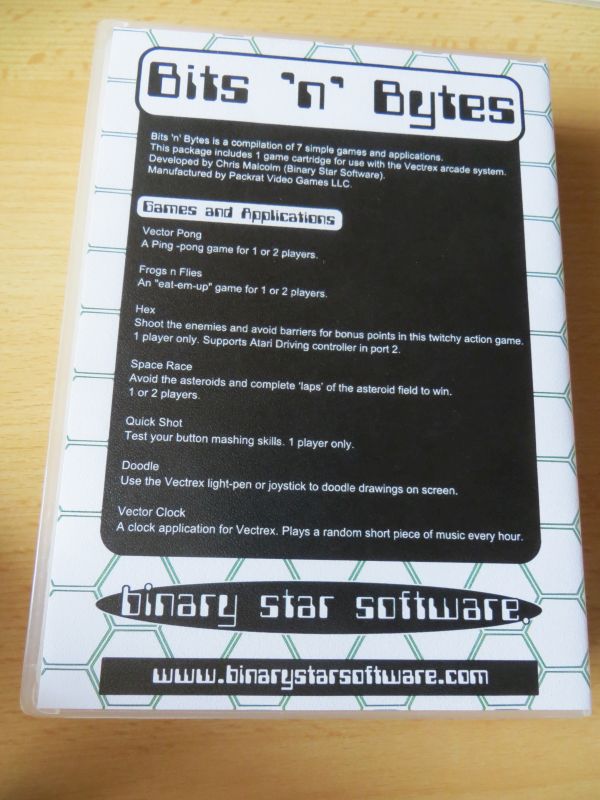 Bits 'n' Bytes
Bits 'n' Bytes is a compilation of 7 simple games and applications.
This package includes 1 game cartridge for use with the Vectrex arcade system.
Developed by Chris Malcolm (Binary Star Software).
Manufactured by Packrat Video Games LLC.
Games and Applications
Vector Pong
A Ping -pong game for 1 or 2 players.
Frogs n Flies
An "eat-em-up" game for 1 or 2 players.
Hex
Shoot the enemies and avoid barriers for bonus points in this twitchy action game.
1 player only. Supports Atari Driving controller in port 2.
Space Race
Avoid the asteroids and complete 'laps' of the asteroid field to win.
1 or 2 players.
Quick Shot
Test your button mashing skills. 1 player only.
Doodle
Use the Vectrex light-pen or joystick to doodle drawings on screen.
Vector Clock
A clock application for Vectrex. Plays a random short piece of music every hour.
binary star software.
www.binarystarsoftware.com